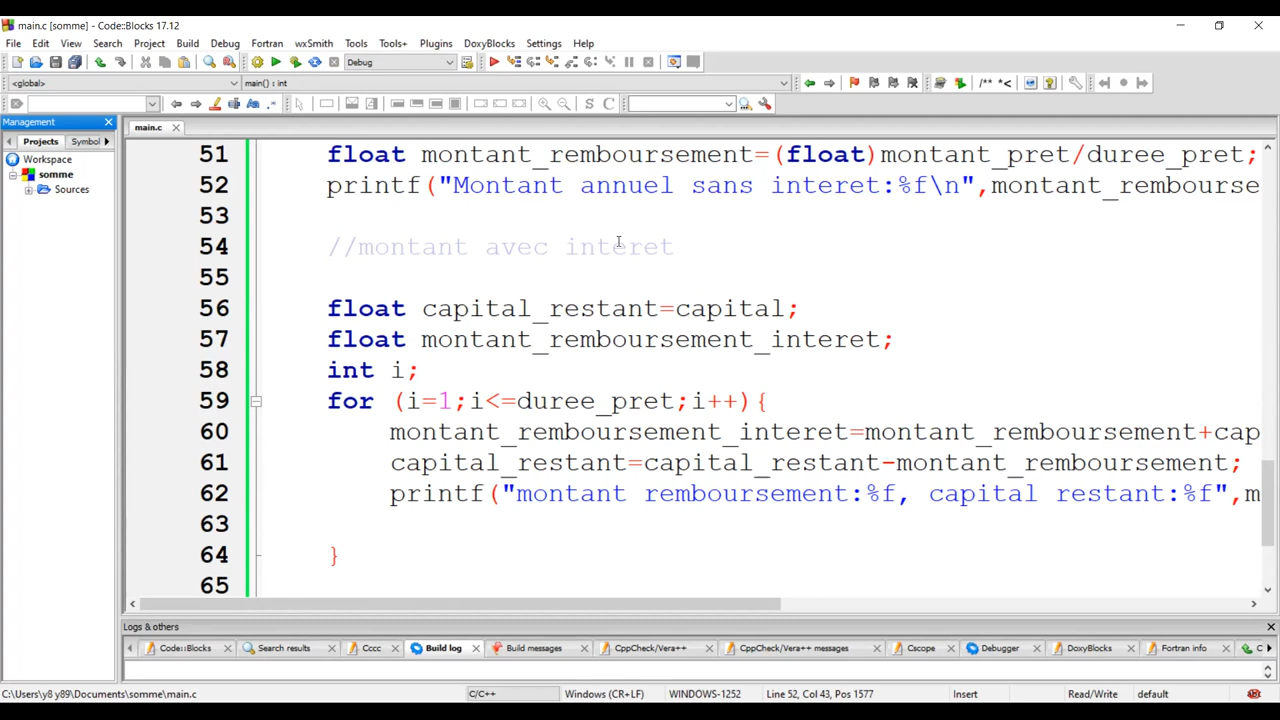 main.c [somme] - Code::Blocks 17.12
File Edit View Search Project Build Debug Fortran wxSmith Tools Tools+ Plugins DoxyBlocks Settings Help
Debug
<global> main() : int
/** *<
S C
Management
Projects Symbol
Workspace
somme
Sources
main.c
51 float montant_remboursement=(float)montant_pret/duree_pret;
52 printf("Montant annuel sans interet:%f\n",montant_rembourse
53
54 //montant avec interet
55
56 float capital_restant=capital;
57 float montant_remboursement_interet;
58 int i;
59 for (i=1;i<=duree_pret;i++){
60 montant_remboursement_interet=montant_remboursement+cap
61 capital_restant=capital_restant-montant_remboursement;
62 printf("montant remboursement:%f, capital restant:%f",m
63
64 }
65
Logs & others
Code::Blocks Search results Cccc Build log Build messages CppCheck/Vera++ CppCheck/Vera++ messages Cscope Debugger DoxyBlocks Fortran info C
C:\Users\y8 y89\Documents\somme\main.c C/C++ Windows (CR+LF) WINDOWS-1252 Line 52, Col 43, Pos 1577 Insert Read/Write default